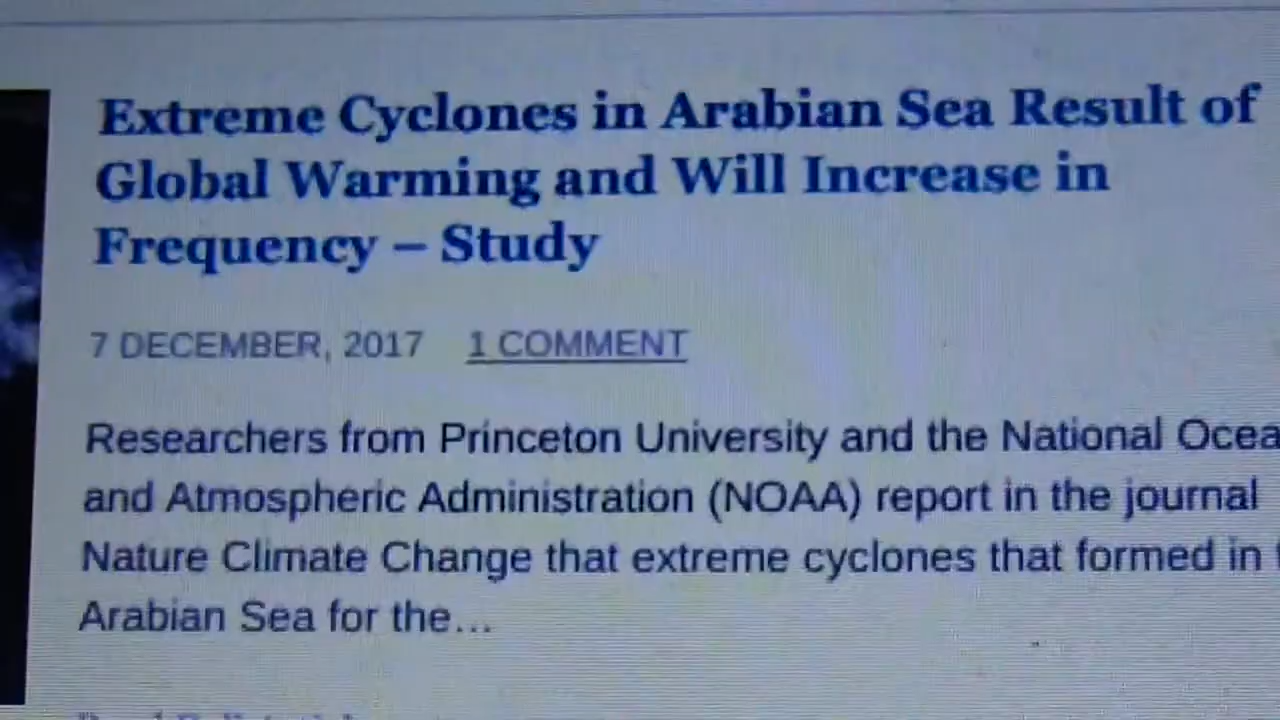 Extreme Cyclones in Arabian Sea Result of
Global Warming and Will Increase in
Frequency – Study
7 DECEMBER, 2017 1 COMMENT
Researchers from Princeton University and the National Ocea
and Atmospheric Administration (NOAA) report in the journal
Nature Climate Change that extreme cyclones that formed in
Arabian Sea for the...